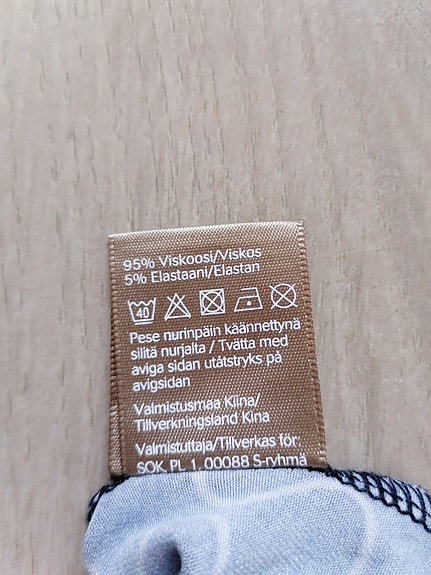 95% Viskoosi/Viskos
5% Elastaani/Elastan
40
Pese nurinpäin käännettynä
silitä nurjalta / Tvätta med
aviga sidan utåtstryks på
avigsidan
Valmistusmaa Kiina/
Tillverkningsland Kina
Valmistuttaja/Tillverkas för:
SOK PL 1, 00088 S-ryhmä